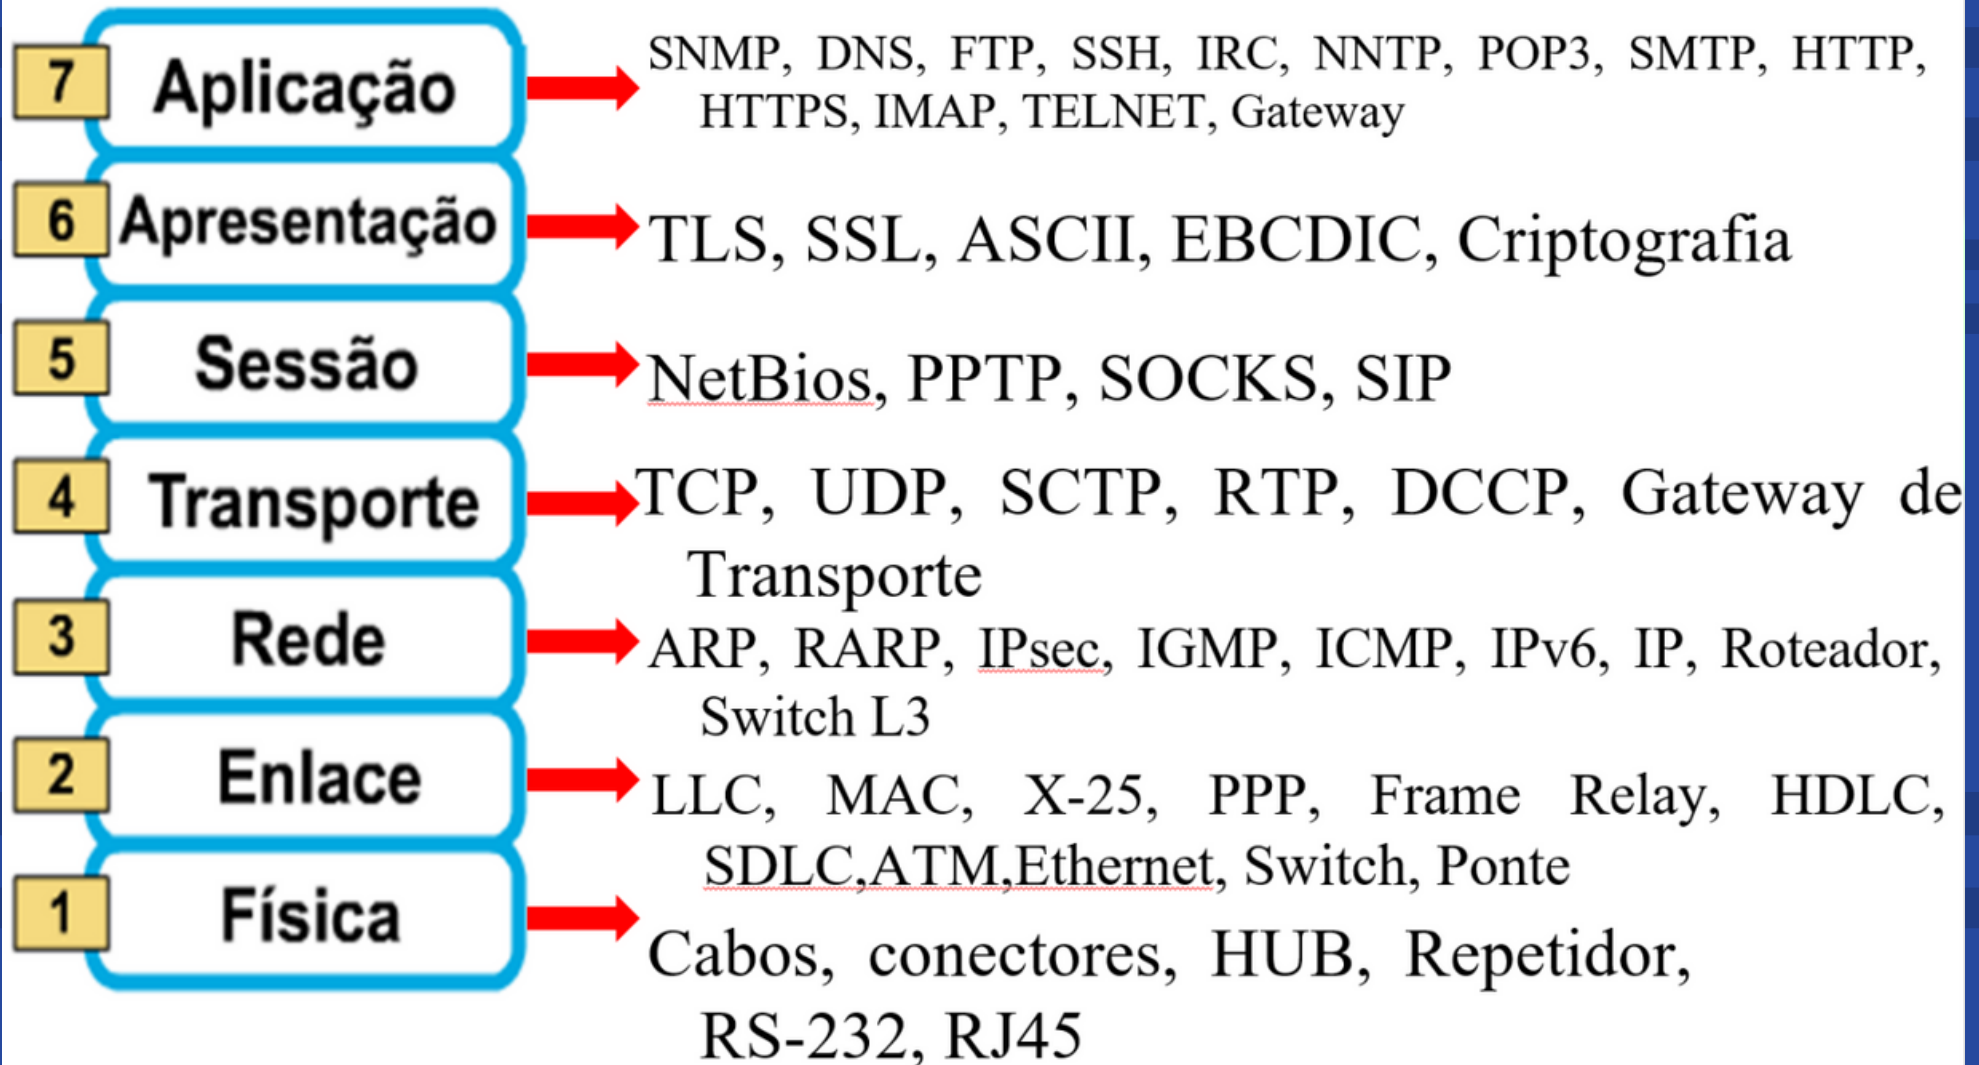 7 Aplicação
SNMP, DNS, FTP, SSH, IRC, NNTP, POP3, SMTP, HTTP,
HTTPS, IMAP, TELNET, Gateway
6 Apresentação
TLS, SSL, ASCII, EBCDIC, Criptografia
5 Sessão
NetBios, PPTP, SOCKS, SIP
4 Transporte
TCP, UDP, SCTP, RTP, DCCP, Gateway de
Transporte
3 Rede
ARP, RARP, IPsec, IGMP, ICMP, IPv6, IP, Roteador,
Switch L3
2 Enlace
LLC, MAC, X-25, PPP, Frame Relay, HDLC,
SDLC,ATM,Ethernet, Switch, Ponte
1 Física
Cabos, conectores, HUB, Repetidor,
RS-232, RJ45